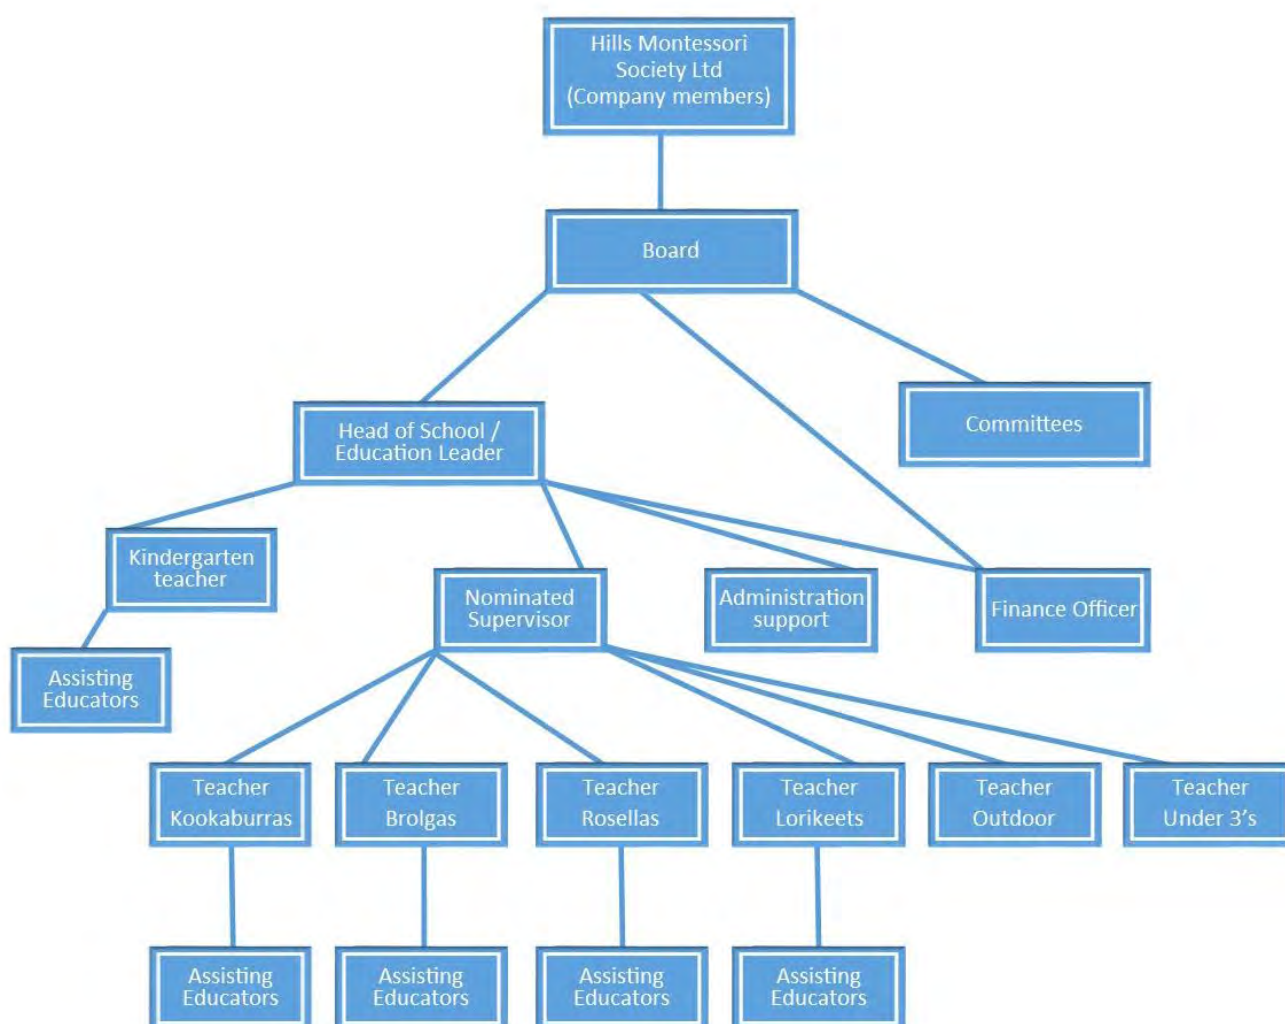 Hills Montessori
Society Ltd
(Company members)
Board
Head of School /
Education Leader
Committees
Kindergarten
teacher
Nominated
Supervisor
Administration
support
Finance Officer
Assisting
Educators
Teacher
Kookaburras
Teacher
Brolgas
Teacher
Rosellas
Teacher
Lorikeets
Teacher
Outdoor
Teacher
Under 3’s
Assisting
Educators
Assisting
Educators
Assisting
Educators
Assisting
Educators